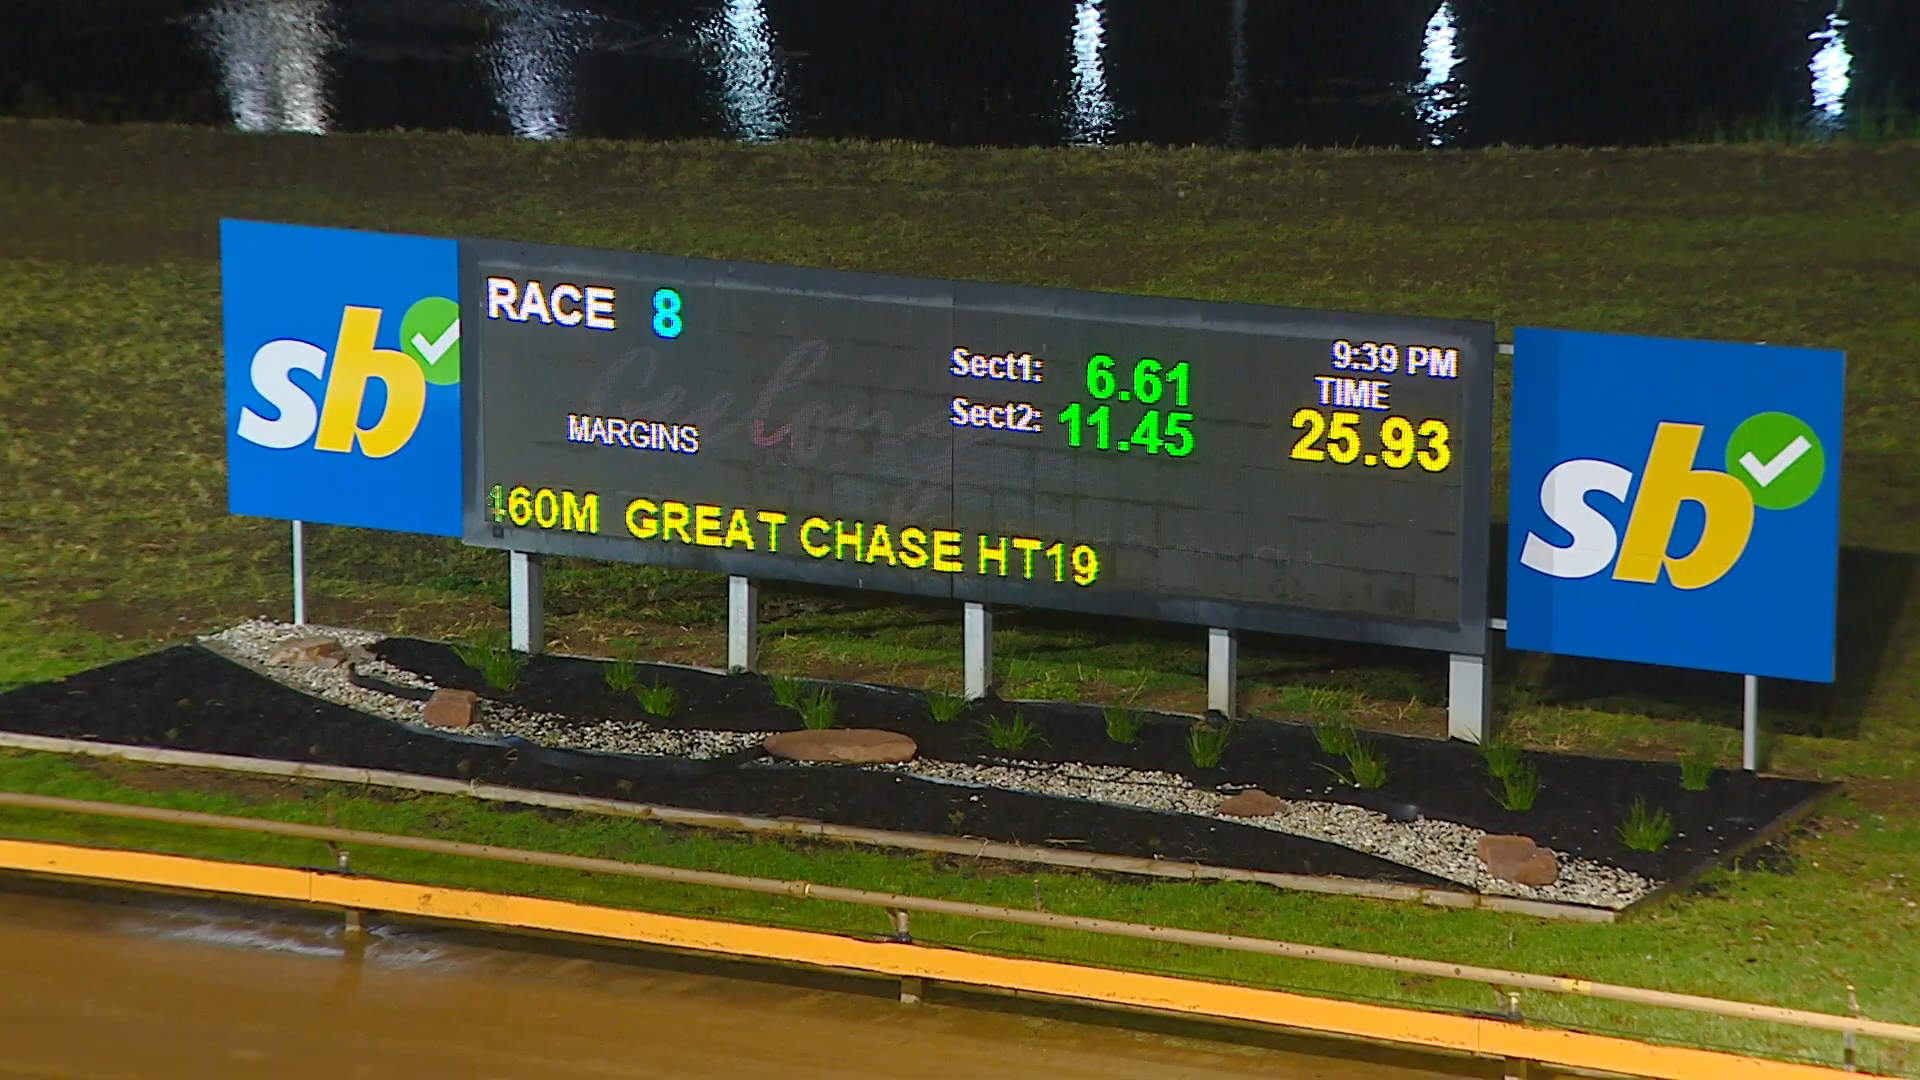 sb
RACE 8
9:39 PM
Sect1: 6.61
TIME
Sect2: 11.45
25.93
MARGINS
460M GREAT CHASE HT19
sb